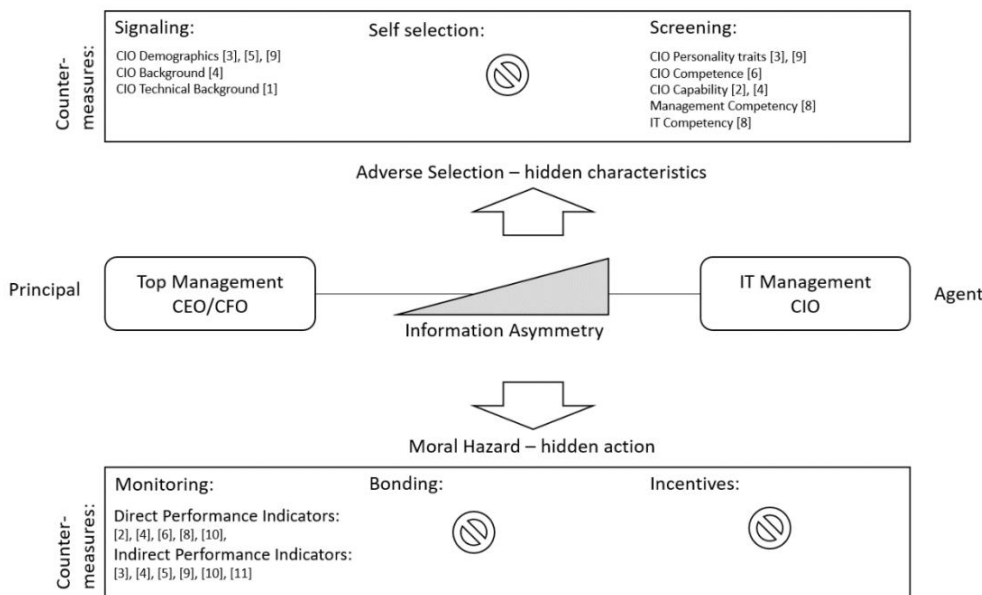 Counter-
measures:
Signaling:
CIO Demographics [3], [5], [9]
CIO Background [4]
CIO Technical Background [1]
Self selection:
Screening:
CIO Personality traits [3], [9]
CIO Competence [6]
CIO Capability [2], [4]
Management Competency [8]
IT Competency [8]
Adverse Selection – hidden characteristics
Principal
Top Management
CEO/CFO
Information Asymmetry
IT Management
CIO
Agent
Moral Hazard – hidden action
Counter-
measures:
Monitoring:
Direct Performance Indicators:
[2], [4], [6], [8], [10],
Indirect Performance Indicators:
[3], [4], [5], [9], [10], [11]
Bonding:
Incentives: